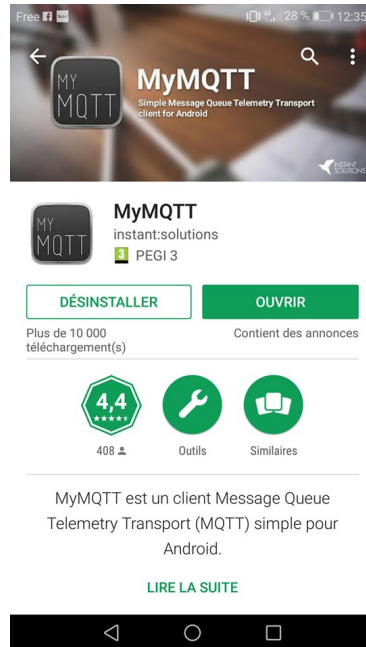 Free
28 % 12:35
MY
MQTT
MyMQTT
Simple Message Queue Telemetry Transport
client for Android
INSTANT
SOLUTIONS
MY
MQTT
MyMQTT
instant:solutions
3 PEGI 3
DÉSINSTALLER
OUVRIR
Plus de 10 000
téléchargement(s)
Contient des annonces
4,4
408
Outils
Similaires
MyMQTT est un client Message Queue
Telemetry Transport (MQTT) simple pour
Android.
LIRE LA SUITE